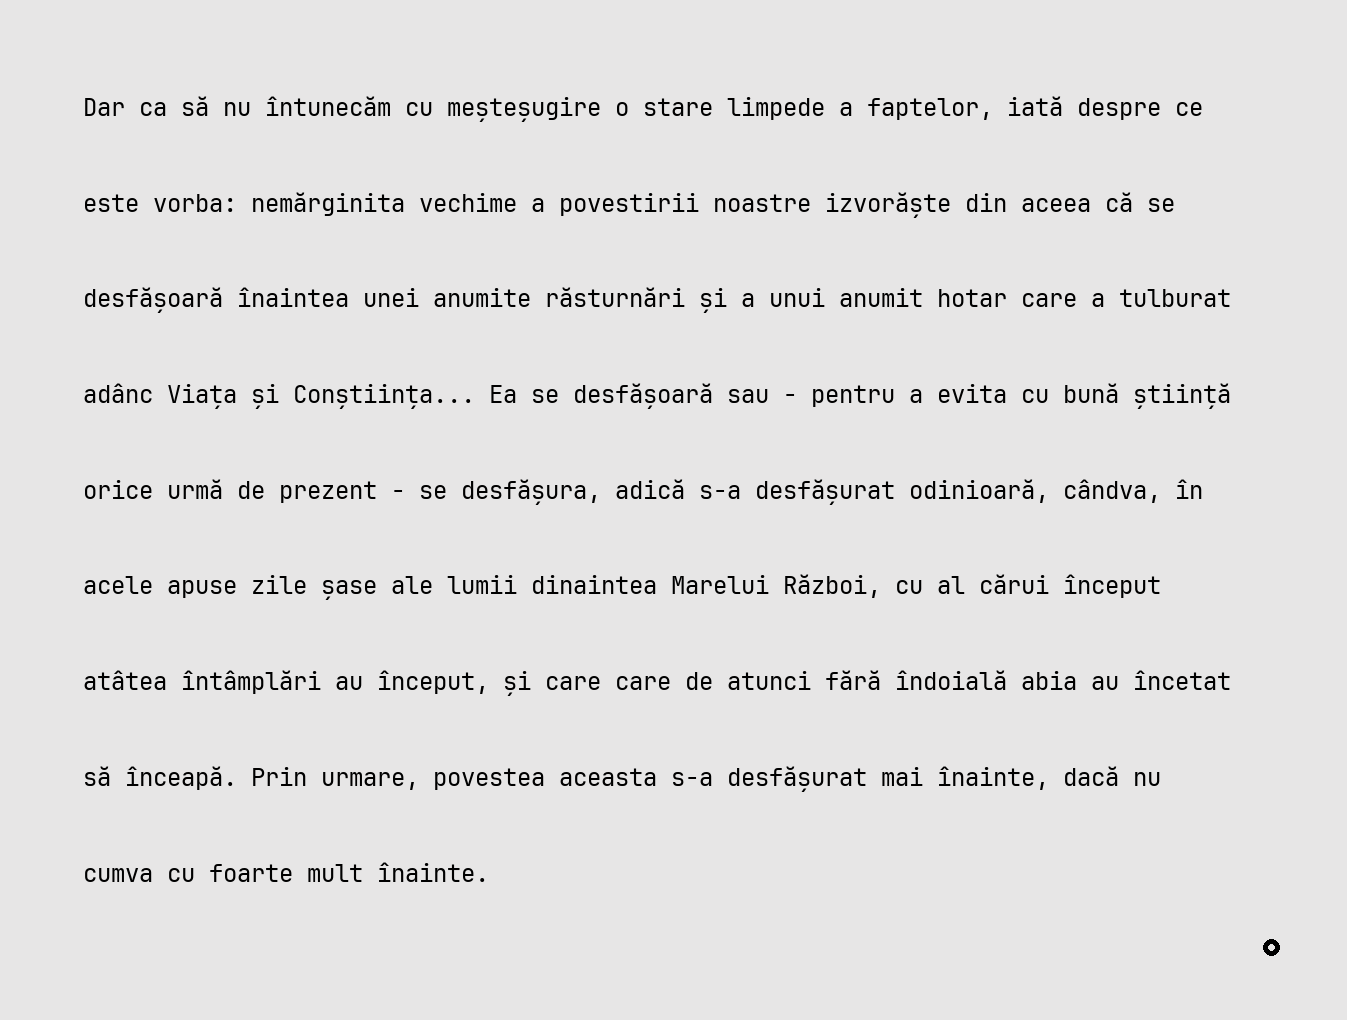 Dar ca să nu întunecăm cu meșteșugire o stare limpede a faptelor, iată despre ce
este vorba: nemărginita vechime a povestirii noastre izvorăște din aceea că se
desfășoară înaintea unei anumite răsturnări și a unui anumit hotar care a tulburat
adânc Viața și Conștiința... Ea se desfășoară sau - pentru a evita cu bună știință
orice urmă de prezent - se desfășura, adică s-a desfășurat odinioară, cândva, în
acele apuse zile șase ale lumii dinaintea Marelui Război, cu al cărui început
atâtea întâmplări au început, și care care de atunci fără îndoială abia au încetat
să înceapă. Prin urmare, povestea aceasta s-a desfășurat mai înainte, dacă nu
cumva cu foarte mult înainte.